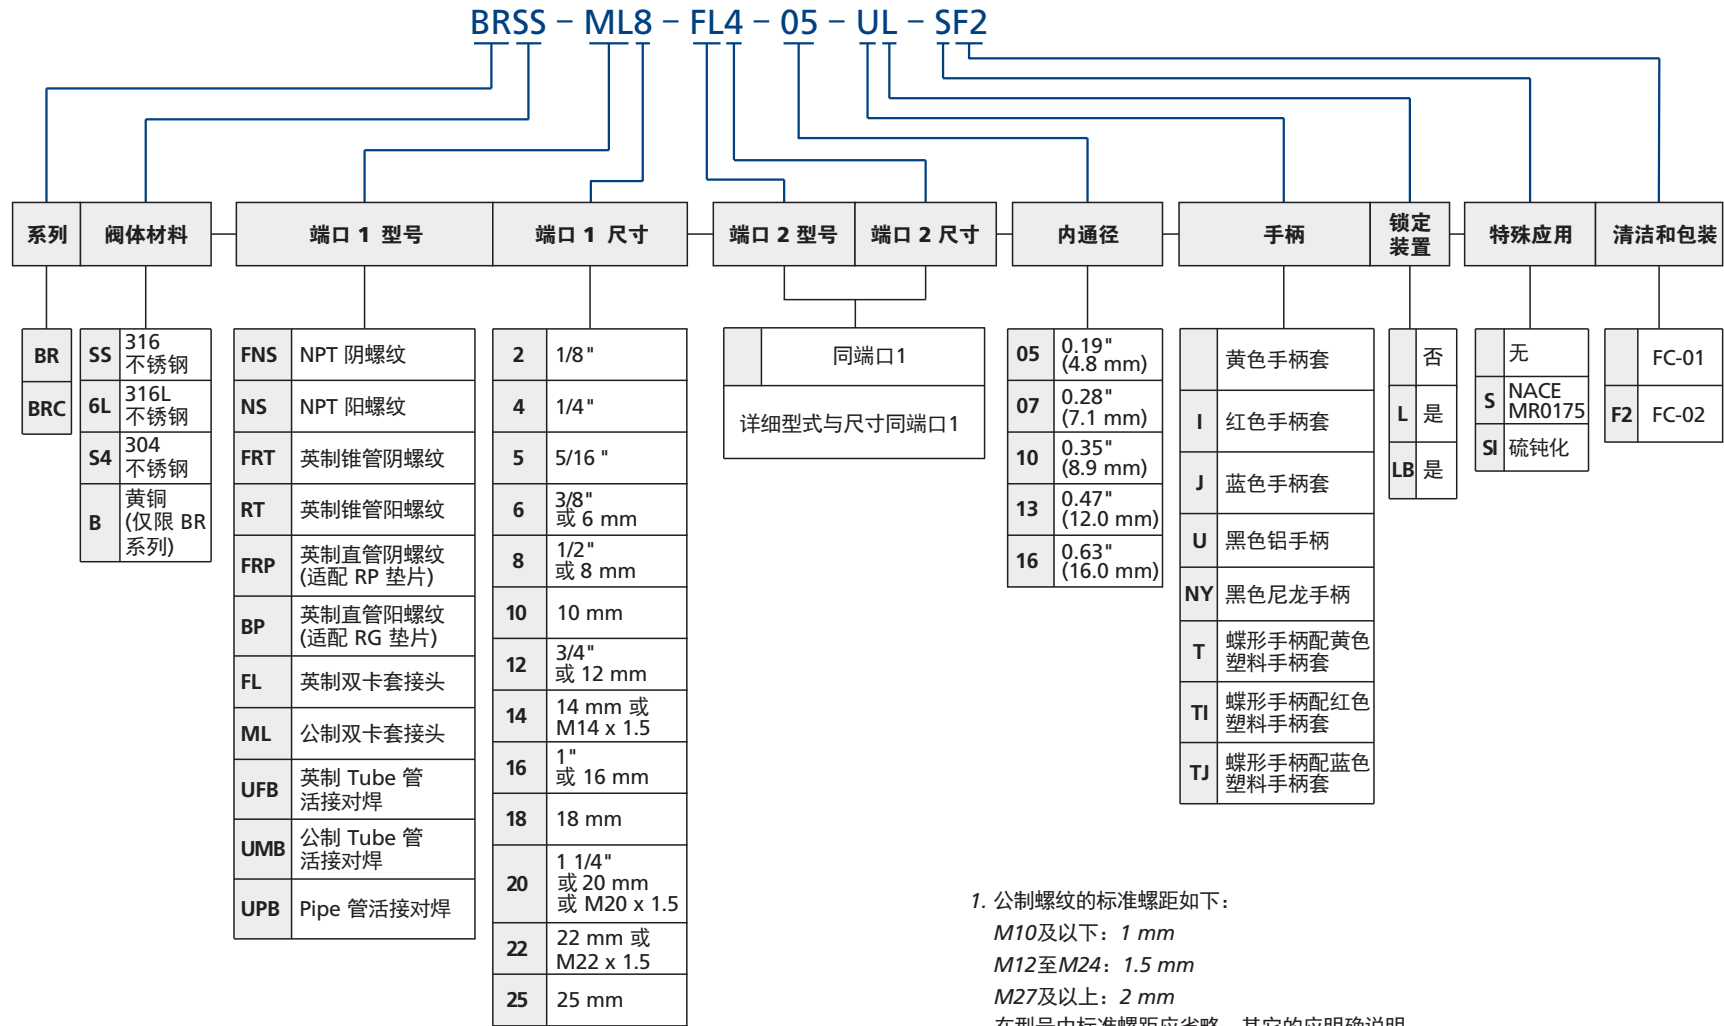 BRSS – ML8 – FL4 – 05 – UL – SF2
系列
阀体材料
端口 1 型号
端口 1 尺寸
端口 2 型号
端口 2 尺寸
内通径
手柄
锁定
装置
特殊应用
清洁和包装
BR
BRC
SS 316
不锈钢
6L 316L
不锈钢
S4 304
不锈钢
B 黄铜
(仅限 BR
系列)
FNS NPT 阴螺纹
NS NPT 阳螺纹
FRT 英制锥管阴螺纹
RT 英制锥管阳螺纹
FRP 英制直管阴螺纹
(适配 RP 垫片)
BP 英制直管阳螺纹
(适配 RG 垫片)
FL 英制双卡套接头
ML 公制双卡套接头
UFB 英制 Tube 管
活接对焊
UMB 公制 Tube 管
活接对焊
UPB Pipe 管活接对焊
2 1/8"
4 1/4"
5 5/16 "
6 3/8"
或 6 mm
8 1/2"
或 8 mm
10 10 mm
12 3/4"
或 12 mm
14 14 mm 或
M14 x 1.5
16 1"
或 16 mm
18 18 mm
20 1 1/4"
或 20 mm
或 M20 x 1.5
22 22 mm 或
M22 x 1.5
25 25 mm
同端口1
详细型式与尺寸同端口1
05 0.19"
(4.8 mm)
07 0.28"
(7.1 mm)
10 0.35"
(8.9 mm)
13 0.47"
(12.0 mm)
16 0.63"
(16.0 mm)
黄色手柄套
I 红色手柄套
J 蓝色手柄套
U 黑色铝手柄
NY 黑色尼龙手柄
T 蝶形手柄配黄色
塑料手柄套
TI 蝶形手柄配红色
塑料手柄套
TJ 蝶形手柄配蓝色
塑料手柄套
否
L 是
LB 是
无
S NACE
MR0175
SI 硫钝化
FC-01
F2 FC-02
1. 公制螺纹的标准螺距如下：
M10及以下：1 mm
M12至M24：1.5 mm
M27及以上：2 mm
在型号中标准螺距应省略，其它的应明确说明